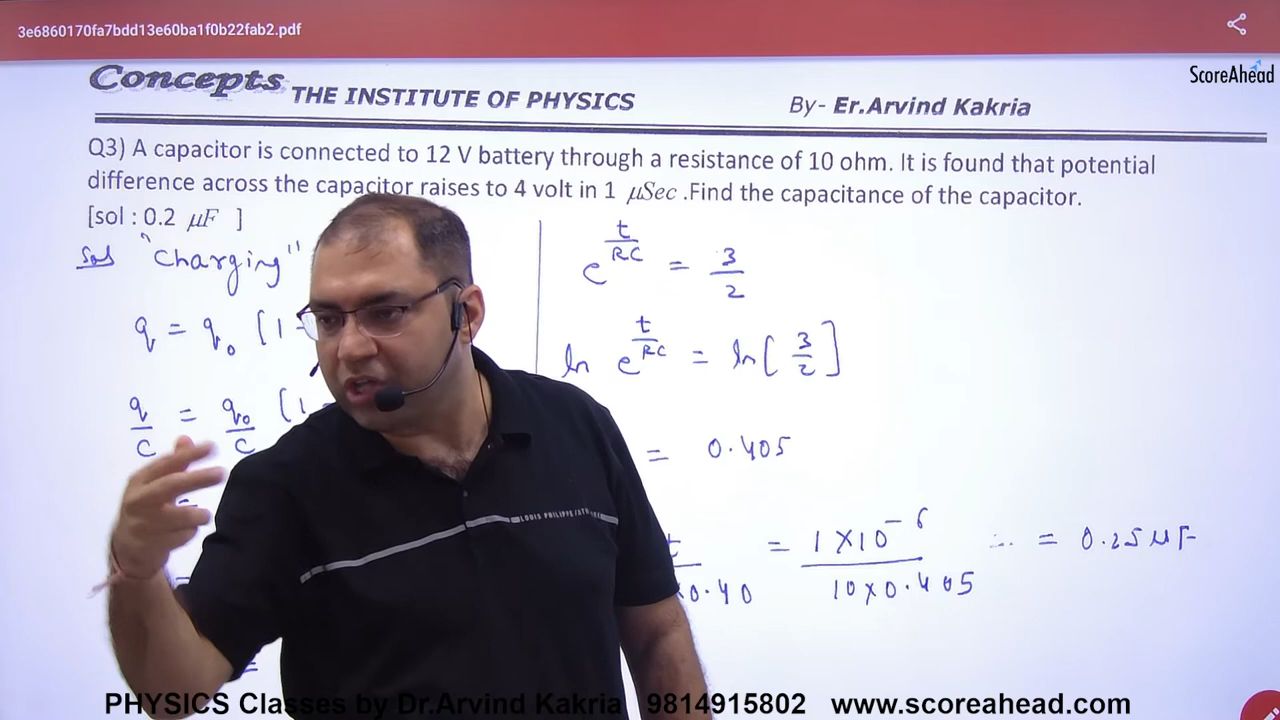 3e6860170fa7bdd13e60ba1f0b22fab2.pdf
ScoreAhead
Concepts THE INSTITUTE OF PHYSICS By- Er.Arvind Kakria
Q3) A capacitor is connected to 12 V battery through a resistance of 10 ohm. It is found that potential
difference across the capacitor raises to 4 volt in 1 μSec .Find the capacitance of the capacitor.
[sol : 0.2 μF ]
Sol "Charging"
q = q₀ [1-
q/C = q₀/C [1-
=
=
=
e^(t/RC) = 3/2
ln e^(t/RC) = ln[3/2]
= 0.405
t
×0.40 = 1×10⁻⁶ / 10×0.405 = 0.25 μF
LOUIS PHILIPPE/
PHYSICS Classes by Dr.Arvind Kakria 9814915802 www.scoreahead.com